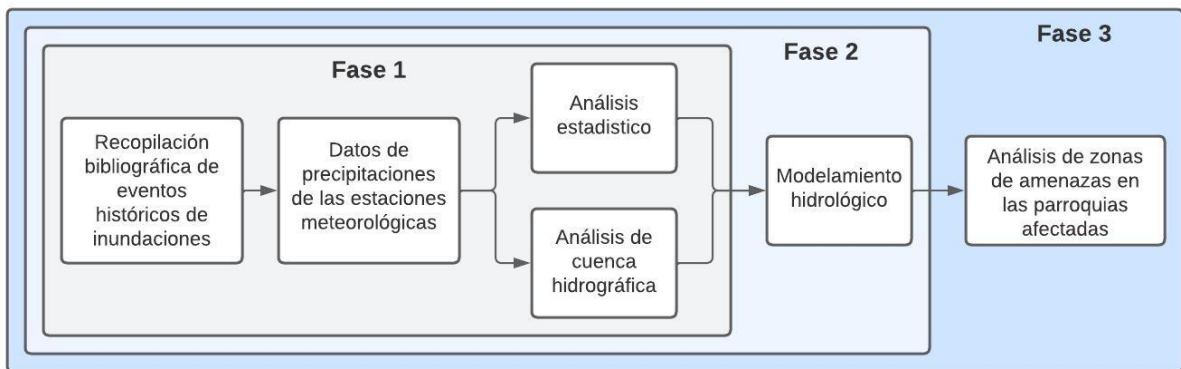 Fase 1
Recopilación
bibliográfica de
eventos
históricos de
inundaciones
Datos de
precipitaciones
de las estaciones
meteorológicas
Análisis
estadistico
Análisis de
cuenca
hidrográfica
Fase 2
Modelamiento
hidrológico
Fase 3
Análisis de zonas
de amenazas en
las parroquias
afectadas